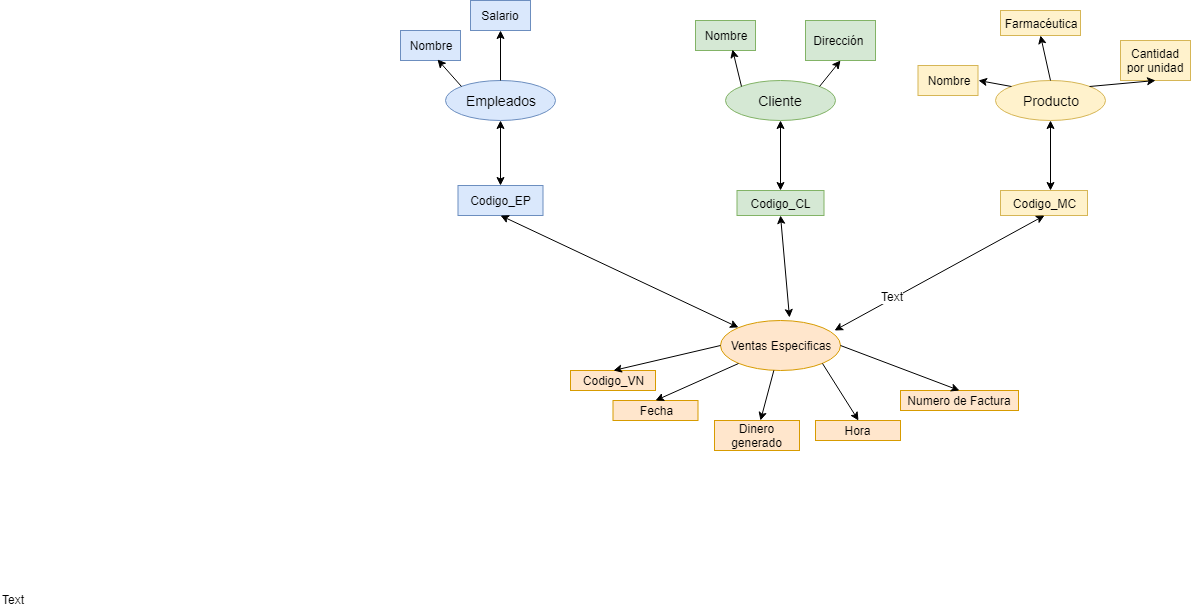 Salario
Nombre
Nombre
Dirección
Farmacéutica
Cantidad
por unidad
Nombre
Empleados
Cliente
Producto
Codigo_EP
Codigo_CL
Codigo_MC
Text
Ventas Especificas
Codigo_VN
Fecha
Dinero
generado
Hora
Numero de Factura
Text